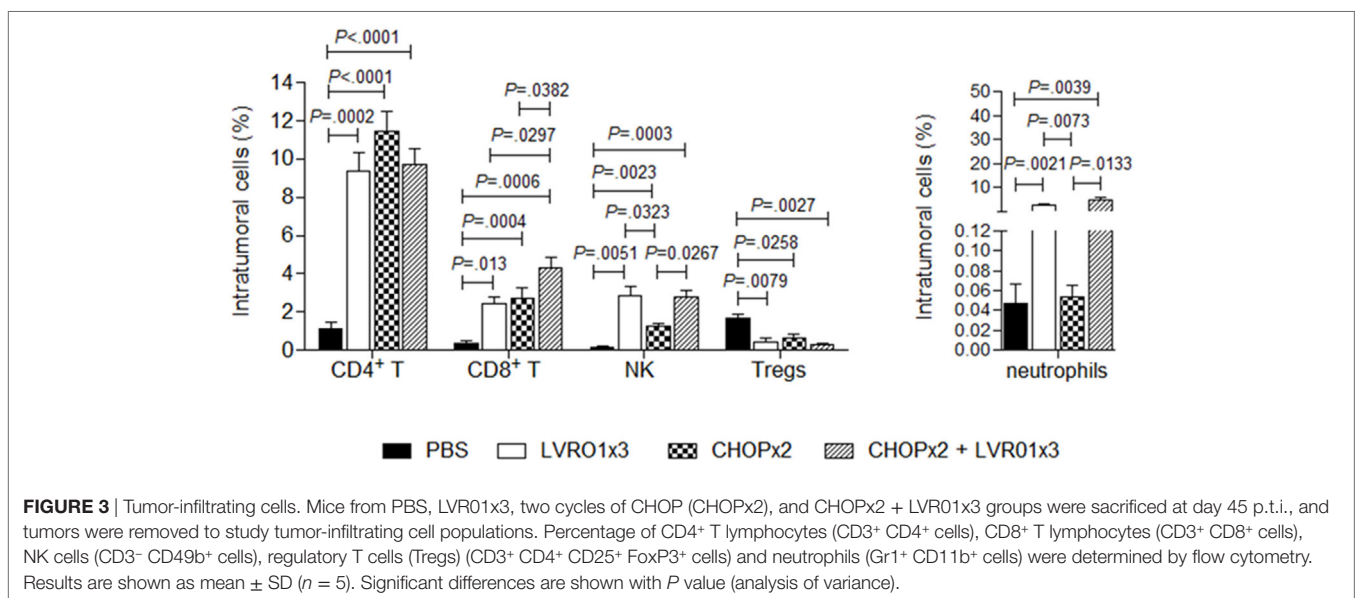 P<.0001
P<.0001
P=.0002
P=.0382
P=.0297
P=.0006
P=.0004
P=.013
P=.0003
P=.0023
P=.0323
P=.0051
P=0.0267
P=.0027
P=.0258
P=.0079
14
12
10
8
6
4
2
0
Intratumoral cells (%)
CD4⁺ T CD8⁺ T NK Tregs
P=.0039
P=.0073
P=.0021
P=.0133
50
40
30
20
10
0.12
0.10
0.08
0.06
0.04
0.02
0.00
Intratumoral cells (%)
neutrophils
PBS LVRO1x3 CHOPx2 CHOPx2 + LVR01x3
FIGURE 3 | Tumor-infiltrating cells. Mice from PBS, LVR01x3, two cycles of CHOP (CHOPx2), and CHOPx2 + LVR01x3 groups were sacrificed at day 45 p.t.i., and
tumors were removed to study tumor-infiltrating cell populations. Percentage of CD4⁺ T lymphocytes (CD3⁺ CD4⁺ cells), CD8⁺ T lymphocytes (CD3⁺ CD8⁺ cells),
NK cells (CD3⁻ CD49b⁺ cells), regulatory T cells (Tregs) (CD3⁺ CD4⁺ CD25⁺ FoxP3⁺ cells) and neutrophils (Gr1⁺ CD11b⁺ cells) were determined by flow cytometry.
Results are shown as mean ± SD (n = 5). Significant differences are shown with P value (analysis of variance).